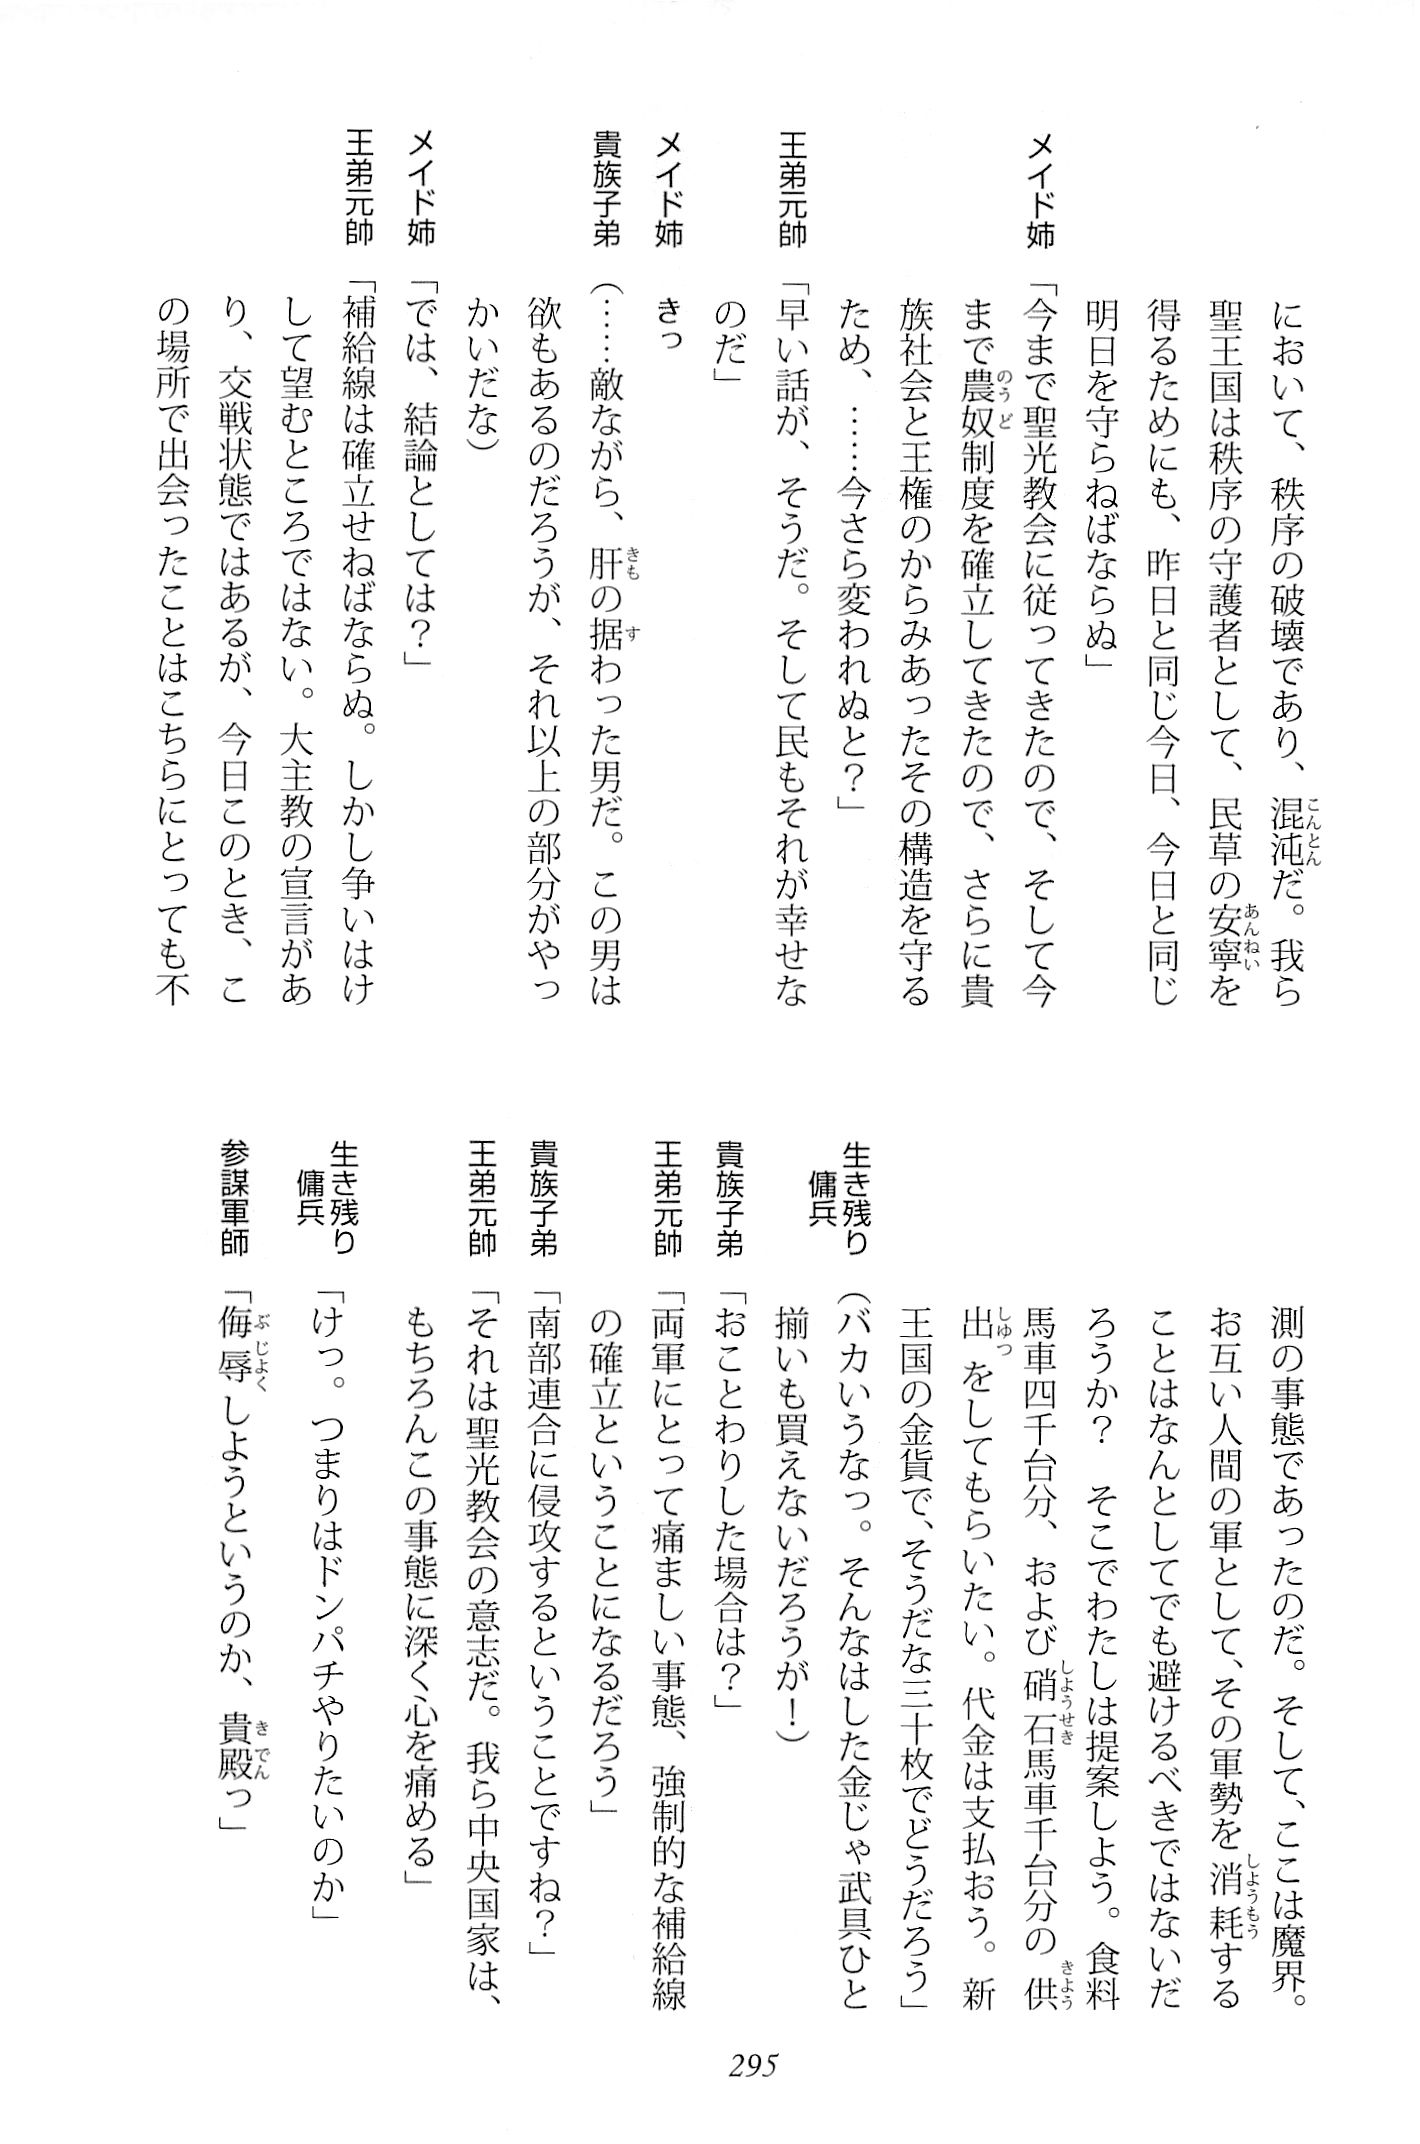 において、秩序の破壊であり、混沌だ。我ら
聖王国は秩序の守護者として、民草の安寧を
得るためにも、昨日と同じ今日、今日と同じ
明日を守らねばならぬ」
メイド姉「今まで聖光教会に従ってきたので、そして今
まで農奴制度を確立してきたので、さらに貴
族社会と王権のからみあったその構造を守る
ため、……今さら変われぬと？」
王弟元帥「早い話が、そうだ。そして民もそれが幸せな
のだ」
メイド姉 きっ
貴族子弟（……敵ながら、肝の据わった男だ。この男は
欲もあるのだろうが、それ以上の部分がやっ
かいだな）
メイド姉「では、結論としては？」
王弟元帥「補給線は確立せねばならぬ。しかし争いはけ
して望むところではない。大主教の宣言があ
り、交戦状態ではあるが、今日このとき、こ
の場所で出会ったことはこちらにとっても不
測の事態であったのだ。そして、ここは魔界。
お互い人間の軍として、その軍勢を消耗する
ことはなんとしてでも避けるべきではないだ
ろうか？　そこでわたしは提案しよう。食料
馬車四千台分、および硝石馬車千台分の供
出をしてもらいたい。代金は支払おう。新
王国の金貨で、そうだな三十枚でどうだろう」
生き残り傭兵（バカいうなっ。そんなはした金じゃ武具ひと
揃いも買えないだろうが！）
貴族子弟「おことわりした場合は？」
王弟元帥「両軍にとって痛ましい事態、強制的な補給線
の確立ということになるだろう」
貴族子弟「南部連合に侵攻するということですね？」
王弟元帥「それは聖光教会の意志だ。我ら中央国家は、
もちろんこの事態に深く心を痛める」
生き残り傭兵「けっ。つまりはドンパチやりたいのか」
参謀軍師「侮辱しようというのか、貴殿っ」
295